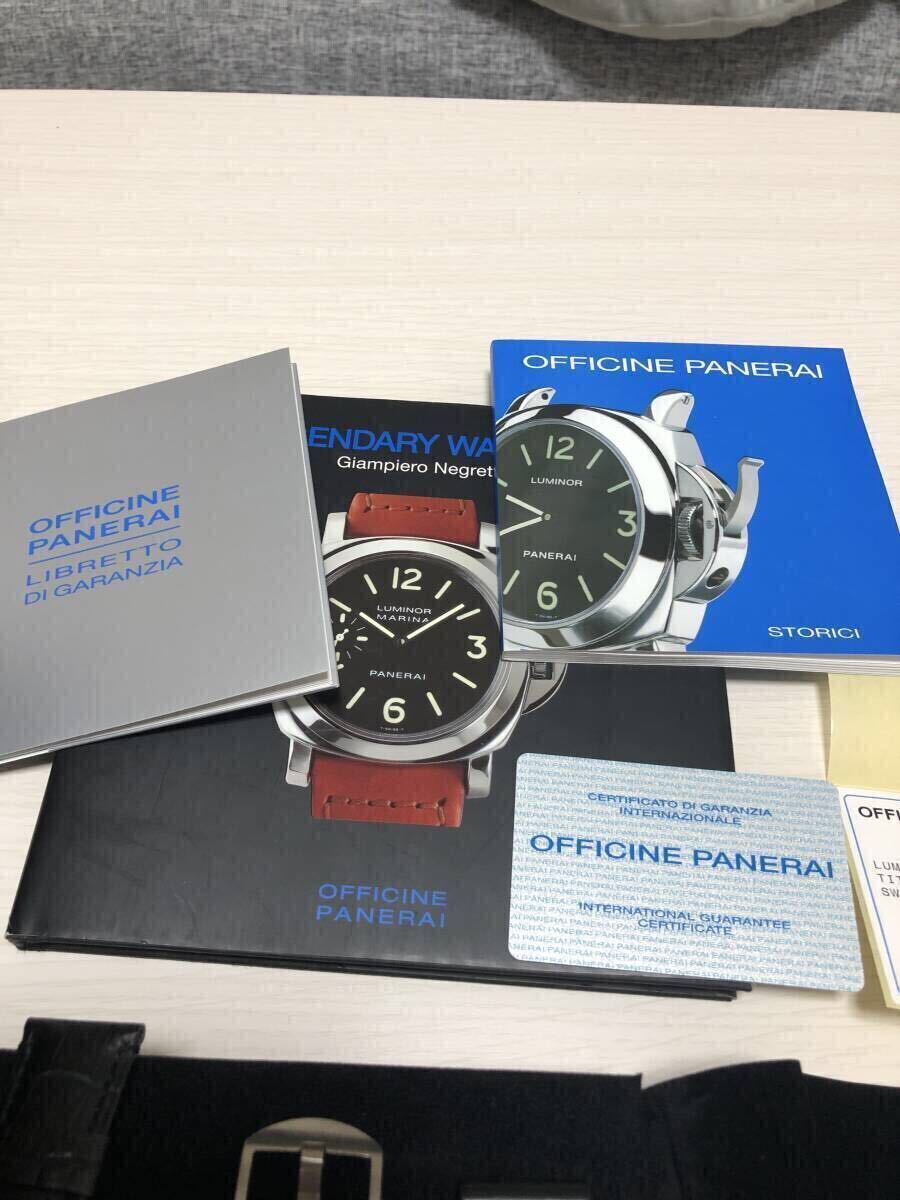 OFFICINE
PANERAI
LIBRETTO
DI GARANZIA
ENDARY WA
Giampiero Negrett
12
LUMINOR
MARINA
3
PANERAI
6
OFFICINE
PANERAI
OFFICINE PANERAI
12
LUMINOR
3
PANERAI
6
STORICI
CERTIFICATO DI GARANZIA
INTERNAZIONALE
OFFICINE PANERAI
INTERNATIONAL GUARANTEE
CERTIFICATE
OFFI
LUM
TIT
SW